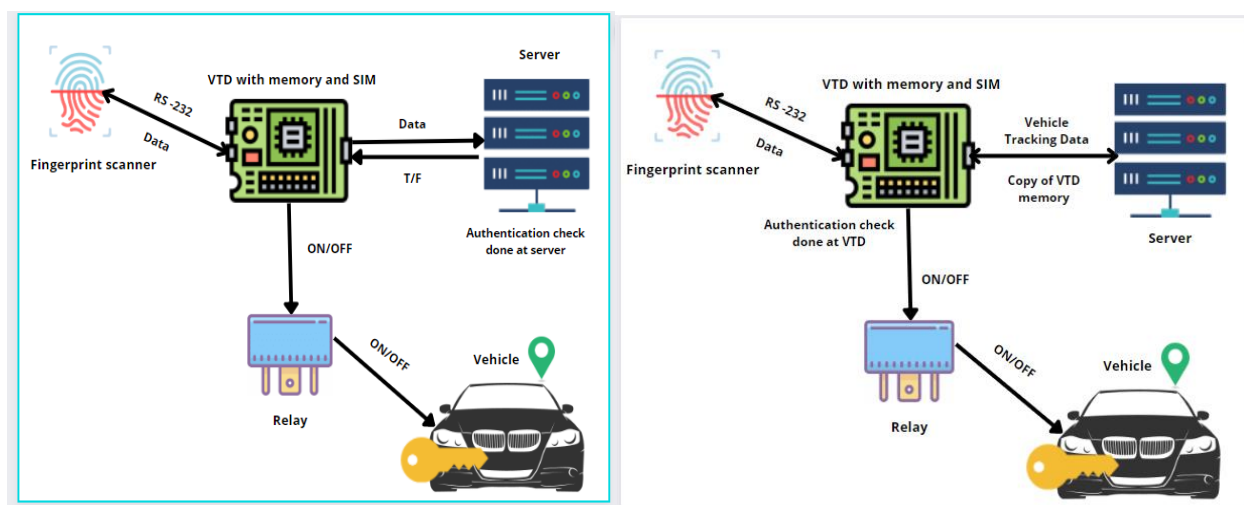 Server
VTD with memory and SIM
RS -232
Data
Data
T/F
Fingerprint scanner
Authentication check
done at server
ON/OFF
ON/OFF
Vehicle
Relay
VTD with memory and SIM
RS -232
Data
Vehicle
Tracking Data
Fingerprint scanner
Copy of VTD
memory
Authentication check
done at VTD
Server
ON/OFF
ON/OFF
Vehicle
Relay